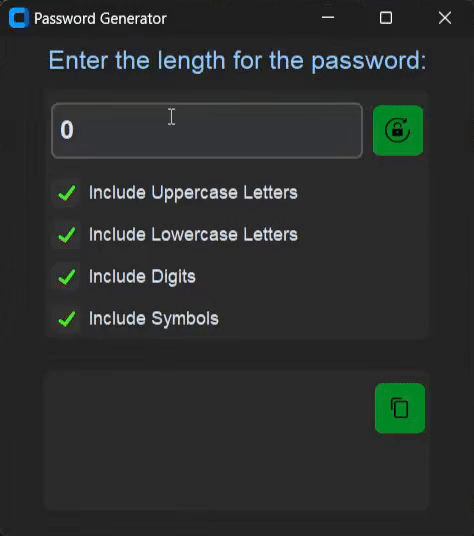 Password Generator
Enter the length for the password:
0
Include Uppercase Letters
Include Lowercase Letters
Include Digits
Include Symbols